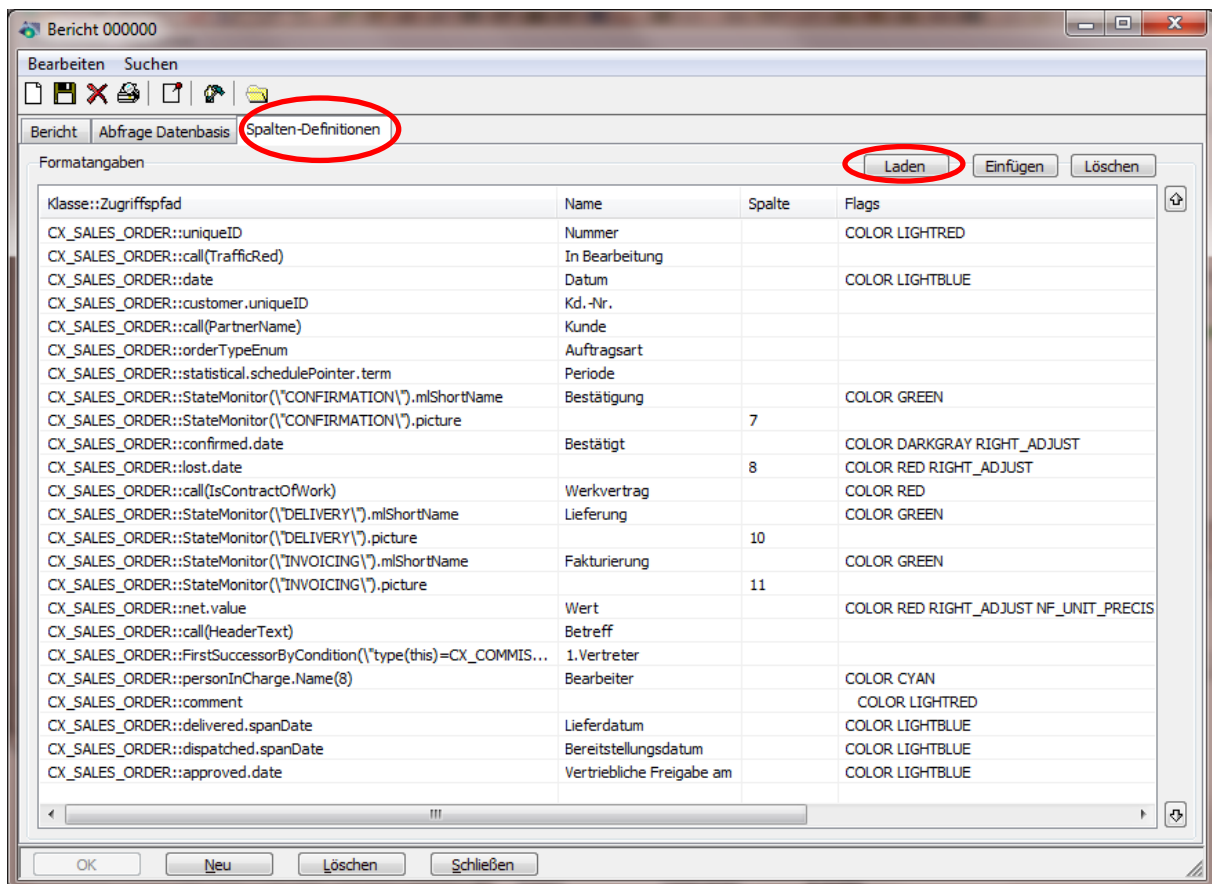 Bericht 000000
Bearbeiten Suchen
Bericht Abfrage Datenbasis Spalten-Definitionen
Formatangaben Laden Einfügen Löschen
Klasse::Zugriffspfad Name Spalte Flags
CX_SALES_ORDER::uniqueID Nummer COLOR LIGHTRED
CX_SALES_ORDER::call(TrafficRed) In Bearbeitung
CX_SALES_ORDER::date Datum COLOR LIGHTBLUE
CX_SALES_ORDER::customer.uniqueID Kd.-Nr.
CX_SALES_ORDER::call(PartnerName) Kunde
CX_SALES_ORDER::orderTypeEnum Auftragsart
CX_SALES_ORDER::statistical.schedulePointer.term Periode
CX_SALES_ORDER::StateMonitor(\"CONFIRMATION\").mlShortName Bestätigung COLOR GREEN
CX_SALES_ORDER::StateMonitor(\"CONFIRMATION\").picture 7
CX_SALES_ORDER::confirmed.date Bestätigt COLOR DARKGRAY RIGHT_ADJUST
CX_SALES_ORDER::lost.date 8 COLOR RED RIGHT_ADJUST
CX_SALES_ORDER::call(IsContractOfWork) Werkvertrag COLOR RED
CX_SALES_ORDER::StateMonitor(\"DELIVERY\").mlShortName Lieferung COLOR GREEN
CX_SALES_ORDER::StateMonitor(\"DELIVERY\").picture 10
CX_SALES_ORDER::StateMonitor(\"INVOICING\").mlShortName Fakturierung COLOR GREEN
CX_SALES_ORDER::StateMonitor(\"INVOICING\").picture 11
CX_SALES_ORDER::net.value Wert COLOR RED RIGHT_ADJUST NF_UNIT_PRECIS
CX_SALES_ORDER::call(HeaderText) Betreff
CX_SALES_ORDER::FirstSuccessorByCondition(\"type(this)=CX_COMMIS... 1.Vertreter
CX_SALES_ORDER::personInCharge.Name(8) Bearbeiter COLOR CYAN
CX_SALES_ORDER::comment COLOR LIGHTRED
CX_SALES_ORDER::delivered.spanDate Lieferdatum COLOR LIGHTBLUE
CX_SALES_ORDER::dispatched.spanDate Bereitstellungsdatum COLOR LIGHTBLUE
CX_SALES_ORDER::approved.date Vertriebliche Freigabe am COLOR LIGHTBLUE
OK Neu Löschen Schließen